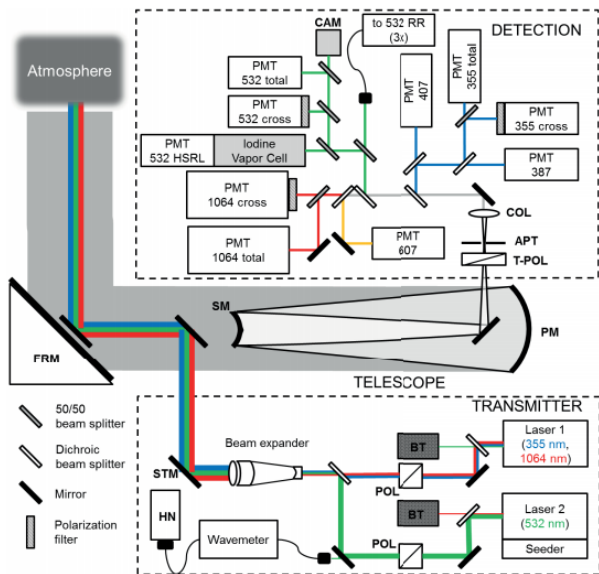 CAM
to 532 RR
(3x)
DETECTION
Atmosphere
PMT
532 total
PMT
532 cross
PMT
532 HSRL
Iodine
Vapor Cell
PMT
407
PMT
355 total
PMT
355 cross
PMT
387
PMT
1064 cross
PMT
1064 total
PMT
607
COL
APT
T-POL
SM
PM
FRM
TELESCOPE
50/50
beam splitter
Dichroic
beam splitter
Mirror
Polarization
filter
TRANSMITTER
Beam expander
STM
HN
Wavemeter
BT
POL
Laser 1
(355 nm,
1064 nm)
BT
POL
Laser 2
(532 nm)
Seeder